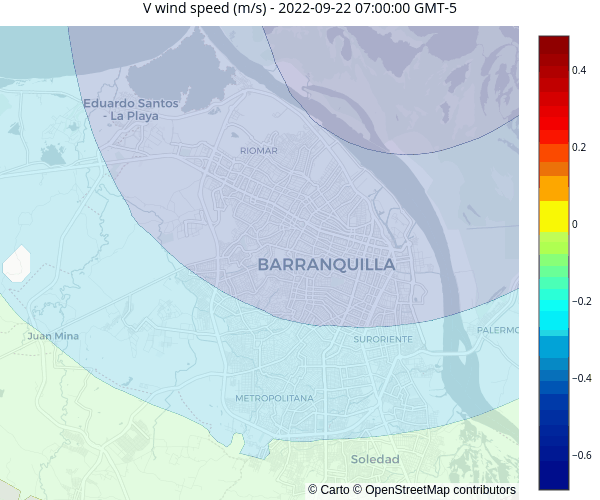 V wind speed (m/s) - 2022-09-22 07:00:00 GMT-5
0.4
Eduardo Santos
- La Playa
RIOMAR
0.2
0
BARRANQUILLA
−0.2
Juan Mina
SURORIENTE
PALERMO
−0.4
METROPOLITANA
Soledad
−0.6
© Carto © OpenStreetMap contributors